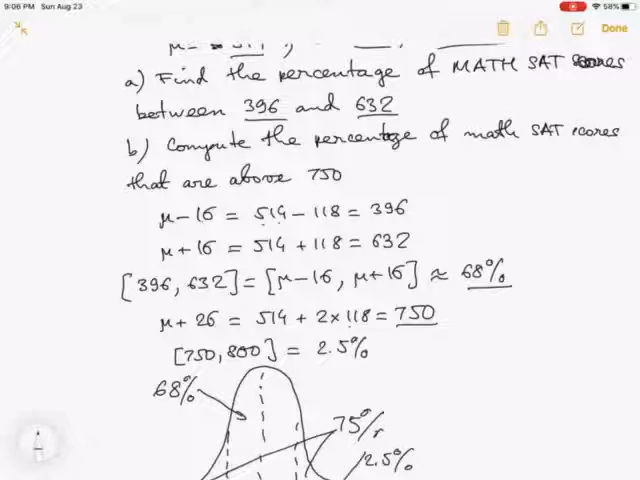 9:06 PM Sun Aug 23
58%
Done
a) Find the percentage of MATH SAT scores
between 396 and 632
b) Compute the percentage of math SAT scores
that are above 750
μ-1σ = 514 - 118 = 396
μ+1σ = 514 + 118 = 632
[396, 632] = [μ-1σ, μ+1σ] ≈ 68%
μ+2σ = 514 + 2×118 = 750
[750, 800] = 2.5%
68%
75%
2.5%